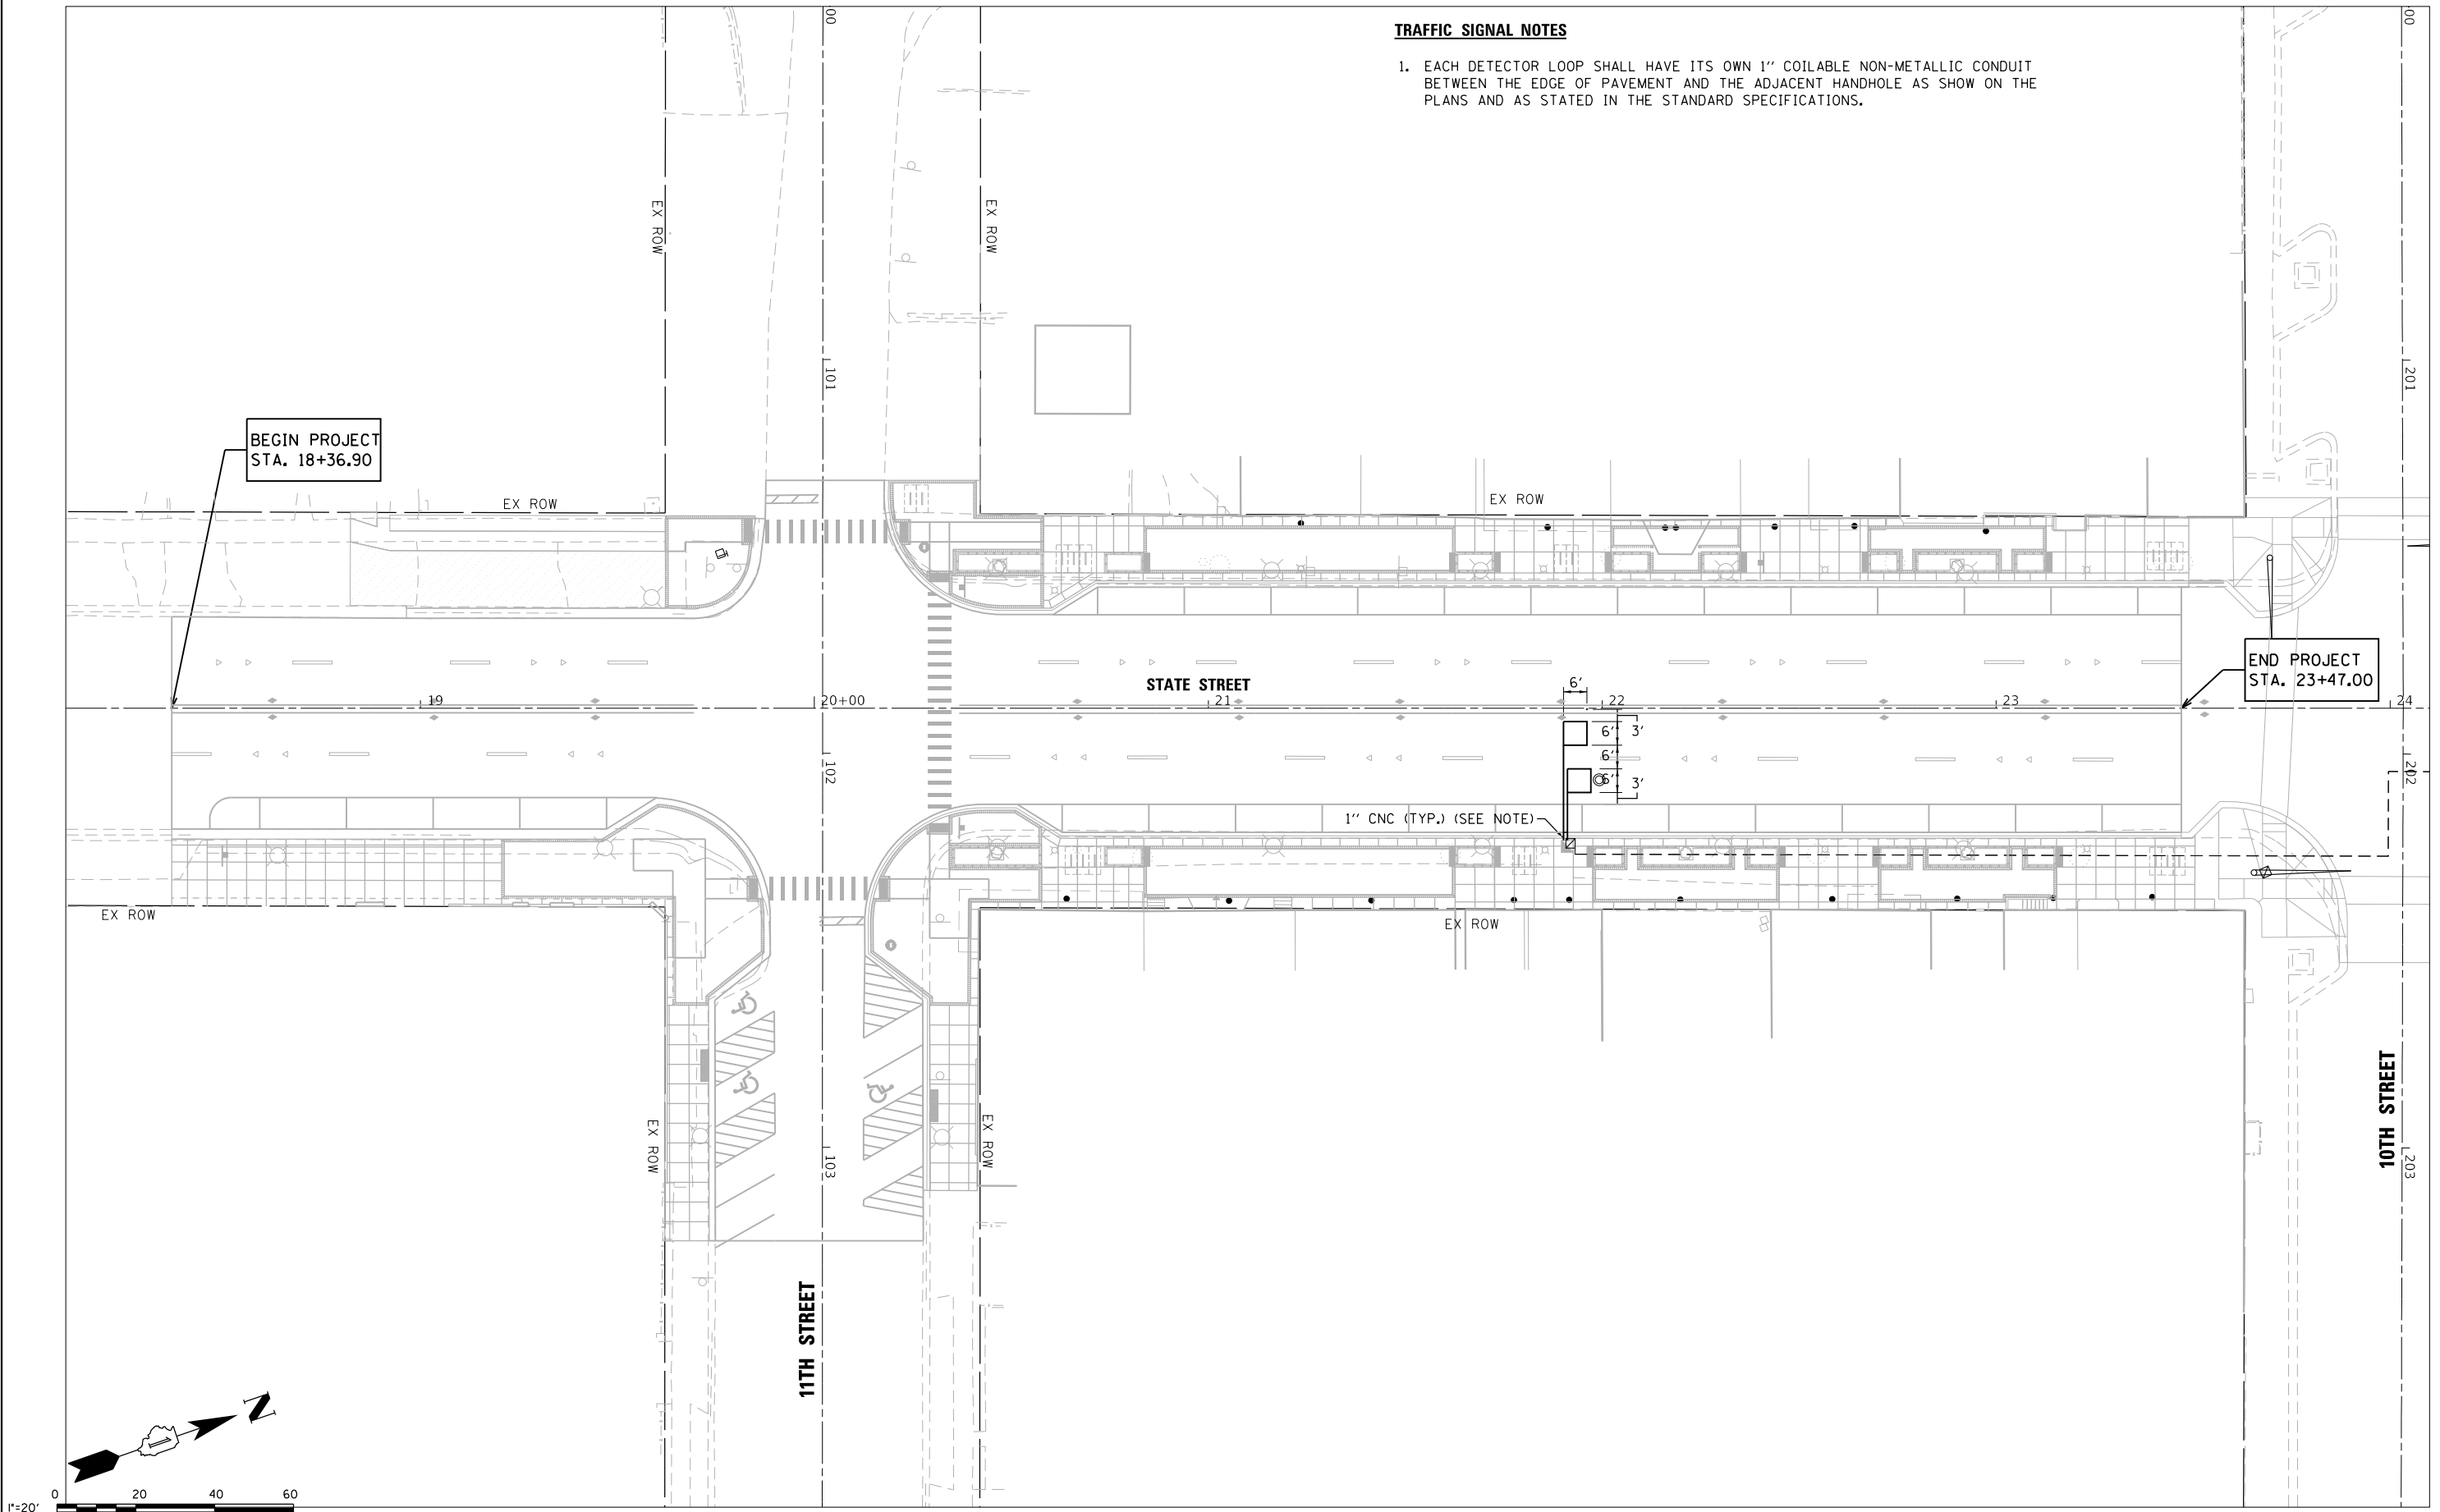 00
00
TRAFFIC SIGNAL NOTES
1. EACH DETECTOR LOOP SHALL HAVE ITS OWN 1'' COILABLE NON-METALLIC CONDUIT
BETWEEN THE EDGE OF PAVEMENT AND THE ADJACENT HANDHOLE AS SHOW ON THE
PLANS AND AS STATED IN THE STANDARD SPECIFICATIONS.
EX ROW
EX ROW
101
201
BEGIN PROJECT
STA. 18+36.90
EX ROW
EX ROW
END PROJECT
STA. 23+47.00
STATE STREET
6'
19
20+00
21
22
23
24
6'
3'
6'
6'
3'
102
202
1'' CNC (TYP.) (SEE NOTE)
EX ROW
EX ROW
EX ROW
EX ROW
103
203
10TH STREET
11TH STREET
N
0 20 40 60
1"=20'